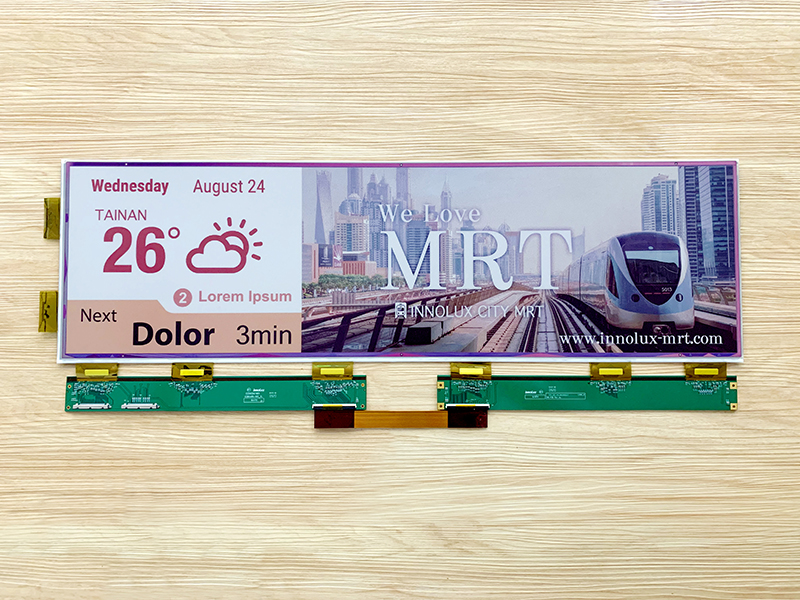 Wednesday August 24
TAINAN
26°
2 Lorem Ipsum
Next Dolor 3min
We Love
MRT
INNOLUX CITY MRT
5013
www.innolux-mrt.com